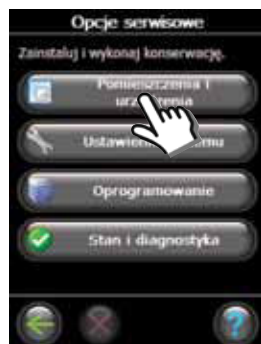 Opcje serwisowe
Zainstaluj i wykonaj konserwację.
Pomieszczenia i
Oprogramowanie
Stan i diagnostyka
?